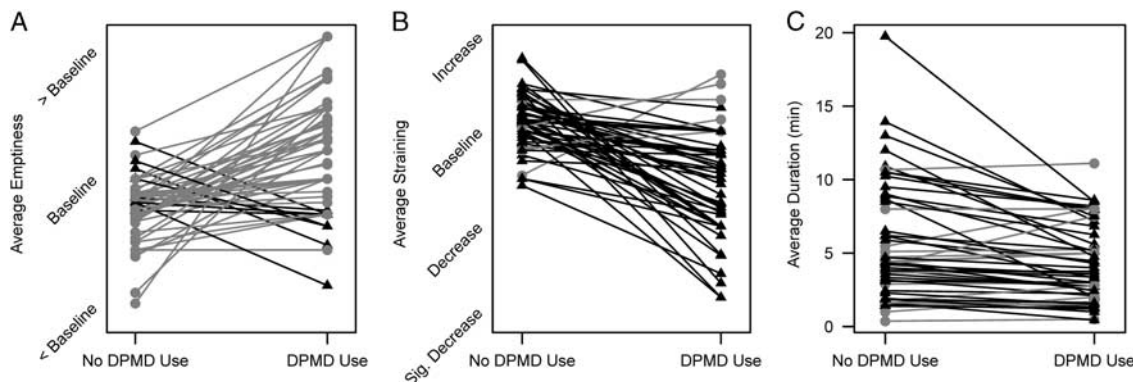 A
Average Emptiness
> Baseline
Baseline
< Baseline
No DPMD Use
DPMD Use
B
Average Straining
Increase
Baseline
Decrease
Sig. Decrease
No DPMD Use
DPMD Use
C
Average Duration (min)
20
15
10
5
0
No DPMD Use
DPMD Use